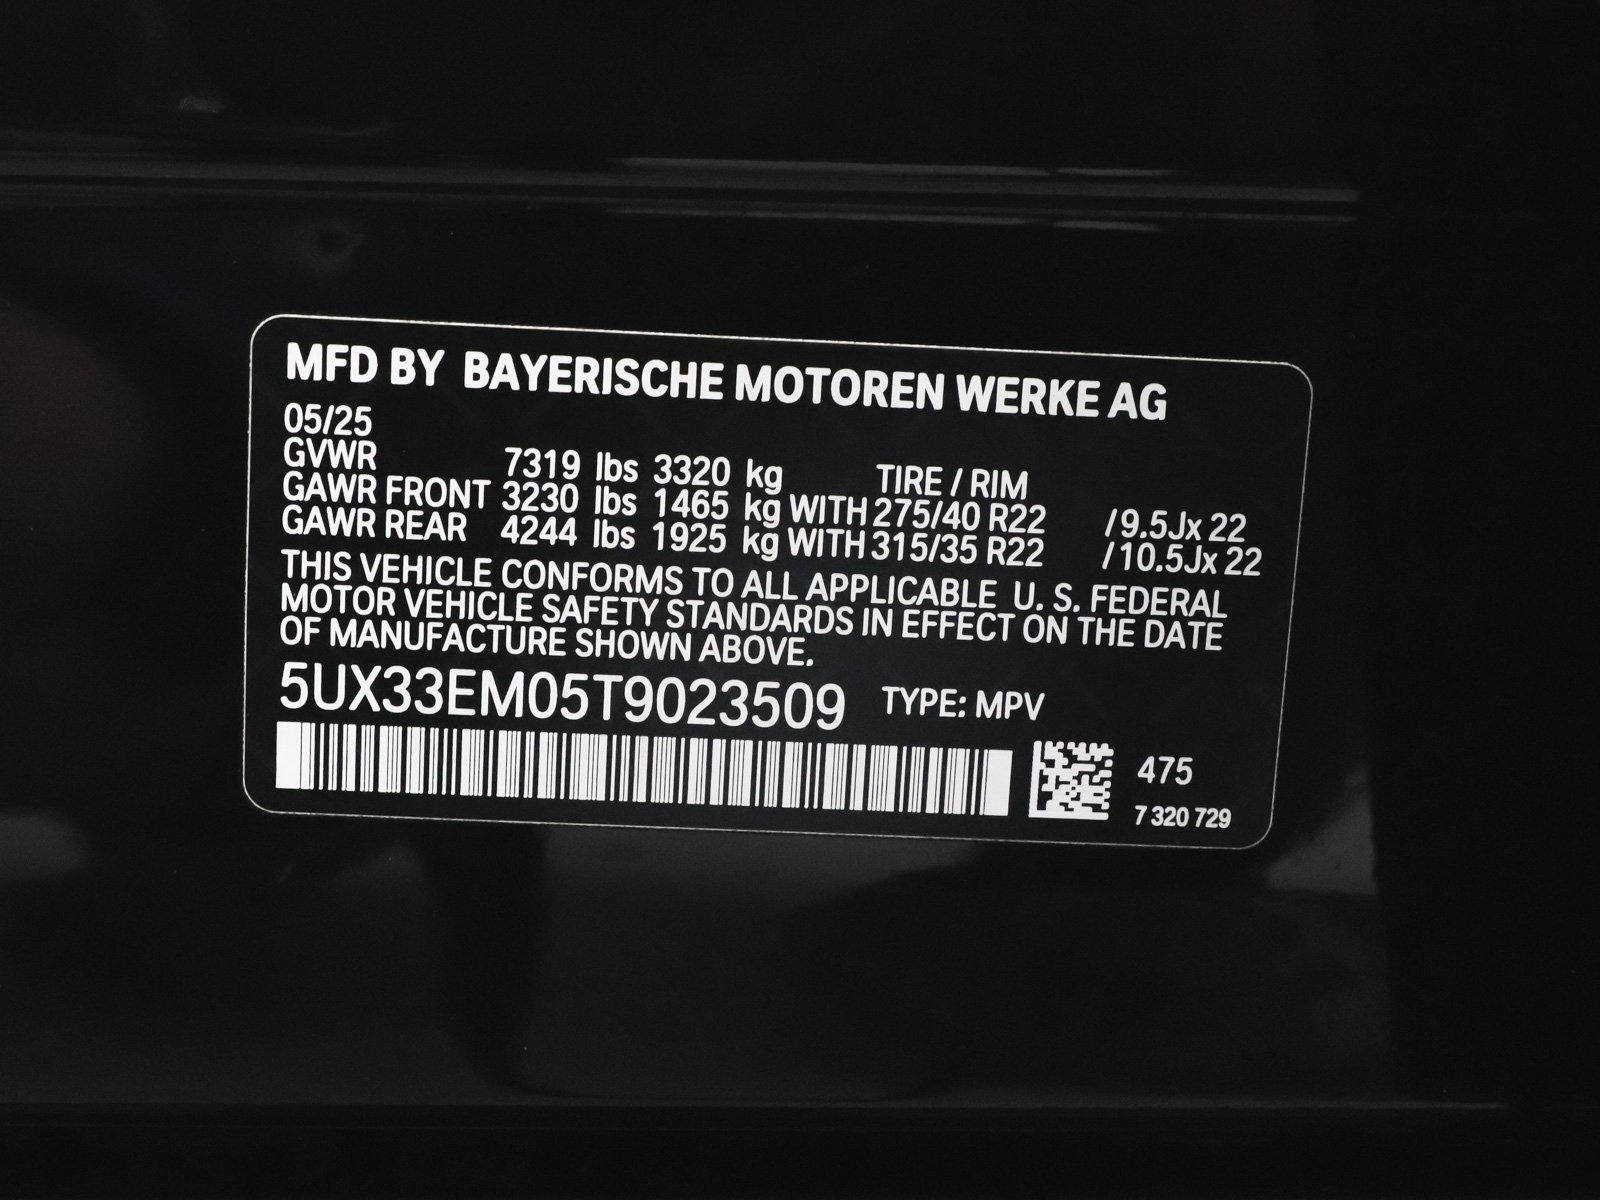 MFD BY BAYERISCHE MOTOREN WERKE AG
05/25
GVWR 7319 lbs 3320 kg TIRE / RIM
GAWR FRONT 3230 lbs 1465 kg WITH 275/40 R22 /9.5Jx 22
GAWR REAR 4244 lbs 1925 kg WITH 315/35 R22 /10.5Jx 22
THIS VEHICLE CONFORMS TO ALL APPLICABLE U. S. FEDERAL
MOTOR VEHICLE SAFETY STANDARDS IN EFFECT ON THE DATE
OF MANUFACTURE SHOWN ABOVE.
5UX33EM05T9023509 TYPE: MPV
475
7 320 729